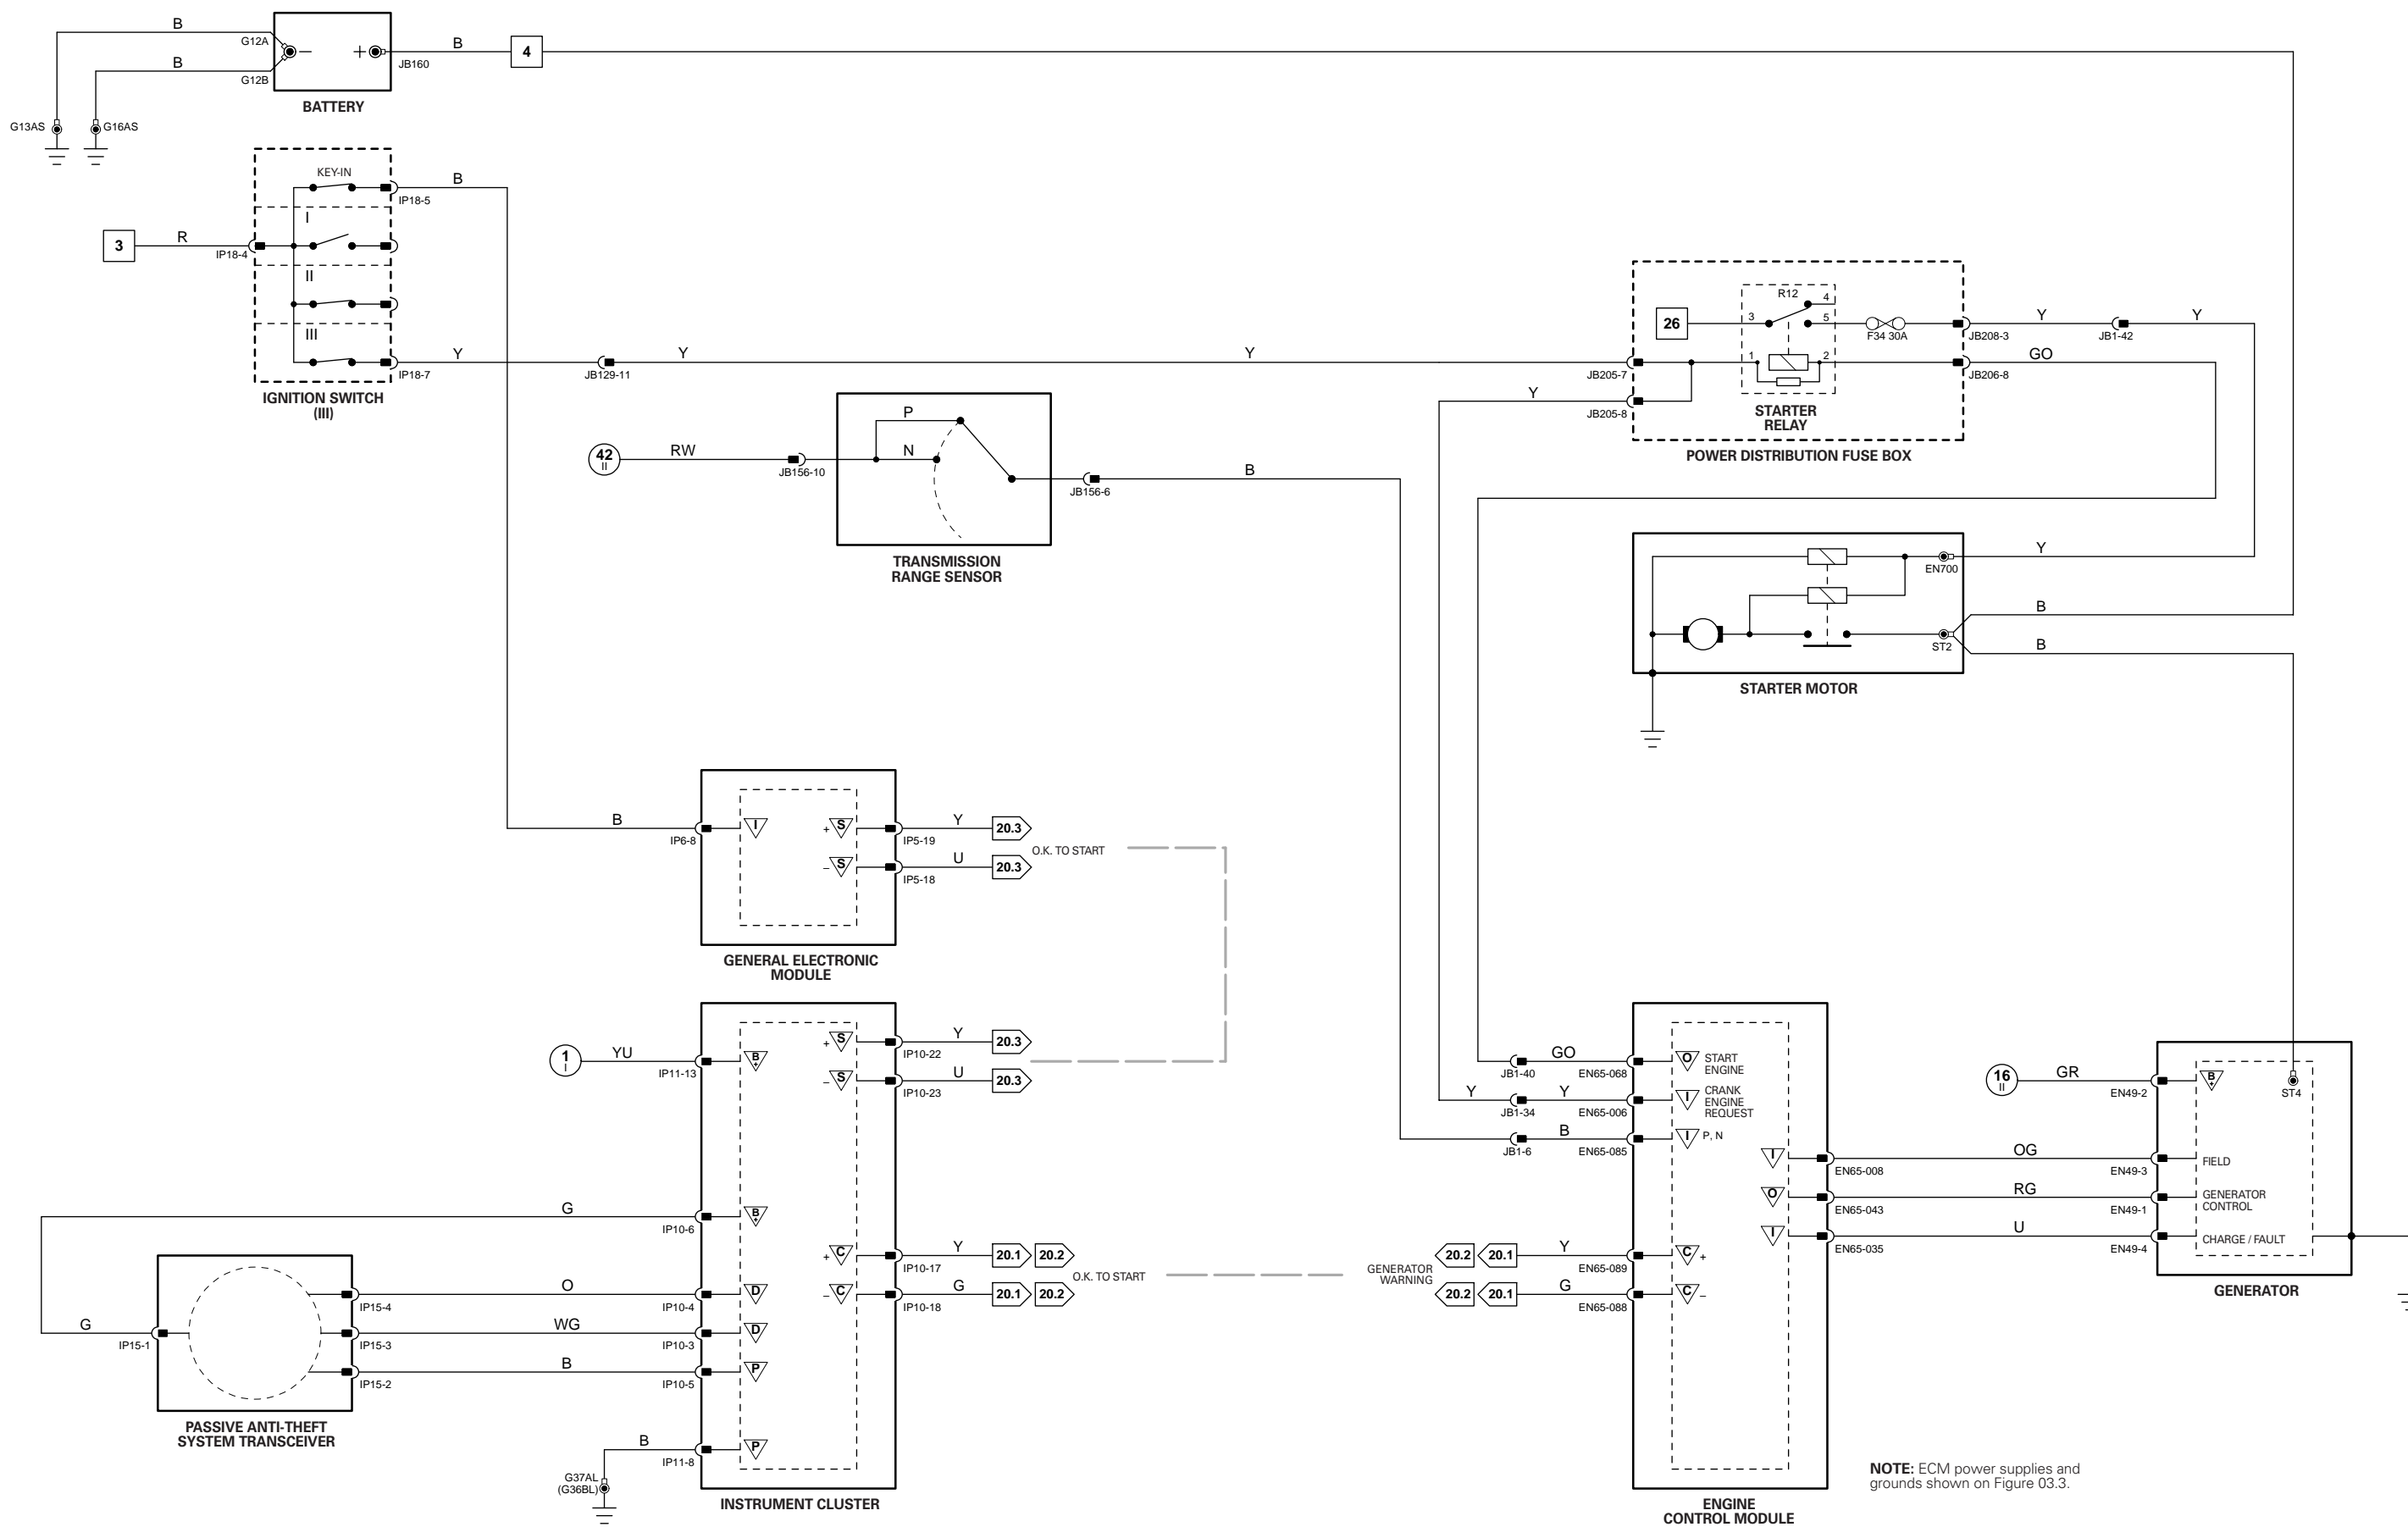 B
G12A
B
G12B
−
+
JB160
B
4
BATTERY
G13AS
G16AS
KEY-IN
B
IP18-5
I
3
R
IP18-4
II
III
Y
IP18-7
IGNITION SWITCH
(III)
Y
JB129-11
Y
42
II
RW
JB156-10
P
N
JB156-6
B
TRANSMISSION
RANGE SENSOR
26
R12
4
3
5
F34 30A
JB208-3
Y
JB1-42
Y
JB205-7
1
2
JB206-8
GO
Y
JB205-8
STARTER
RELAY
POWER DISTRIBUTION FUSE BOX
EN700
Y
ST2
B
B
STARTER MOTOR
B
IP6-8
I
+
S
IP5-19
Y
20.3
−
S
IP5-18
U
20.3
O.K. TO START
GENERAL ELECTRONIC
MODULE
1
I
YU
IP11-13
B
+
+
S
IP10-22
Y
20.3
−
S
IP10-23
U
20.3
G
IP10-6
B
+
+
C
IP10-17
Y
20.1
20.2
−
C
IP10-18
G
20.1
20.2
O.K. TO START
G
IP15-1
IP15-4
O
IP10-4
D
IP15-3
WG
IP10-3
D
IP15-2
B
IP10-5
P
PASSIVE ANTI-THEFT
SYSTEM TRANSCEIVER
B
IP11-8
P
G37AL
(G36BL)
INSTRUMENT CLUSTER
JB1-40
GO
EN65-068
O
START
ENGINE
Y
JB1-34
Y
EN65-006
I
CRANK
ENGINE
REQUEST
JB1-6
B
EN65-085
I
P, N
GENERATOR
WARNING
20.2
20.1
Y
EN65-089
C
+
20.2
20.1
G
EN65-088
C
−
I
EN65-008
OG
EN49-3
FIELD
O
EN65-043
RG
EN49-1
GENERATOR
CONTROL
I
EN65-035
U
EN49-4
CHARGE / FAULT
16
II
GR
EN49-2
B
+
ST4
GENERATOR
ENGINE
CONTROL MODULE
NOTE: ECM power supplies and
grounds shown on Figure 03.3.